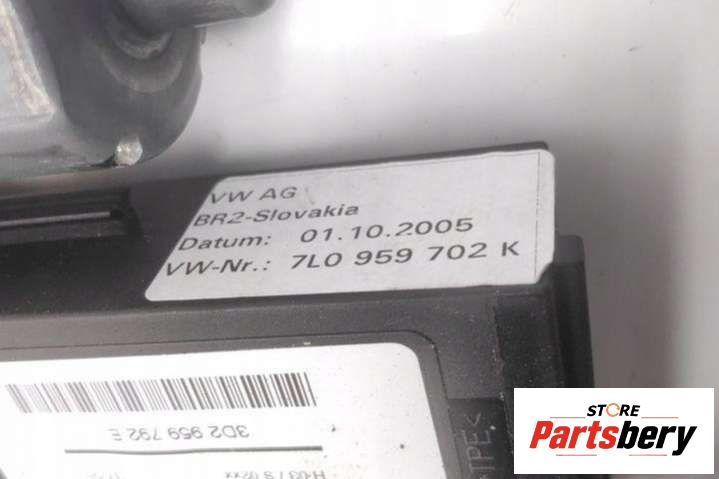 VW AG
BR2-Slovakia
Datum: 01.10.2005
VW-Nr.: 7L0 959 702 K
3D2 959 792 E
STORE
Partsbery